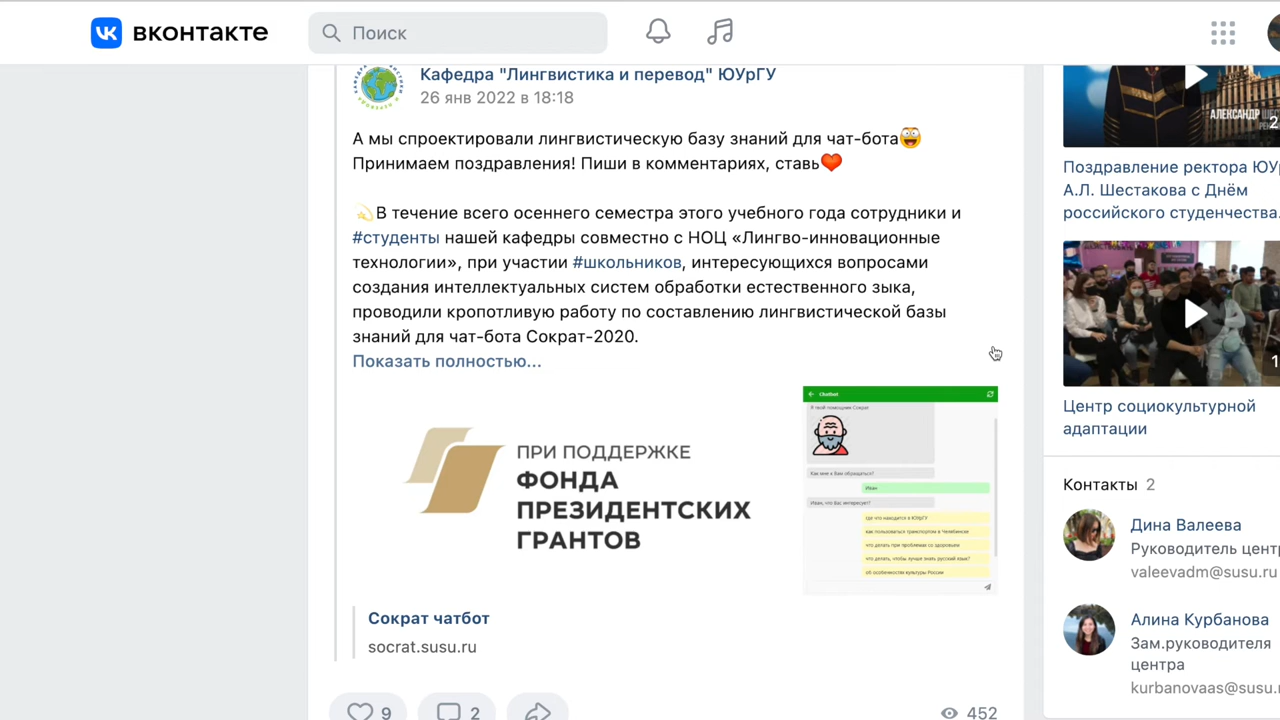 вконтакте
Поиск
Кафедра "Лингвистика и перевод" ЮУрГУ
26 янв 2022 в 18:18
А мы спроектировали лингвистическую базу знаний для чат-бота
Принимаем поздравления! Пиши в комментариях, ставь
В течение всего осеннего семестра этого учебного года сотрудники и
#студенты нашей кафедры совместно с НОЦ «Лингво-инновационные
технологии», при участии #школьников, интересующихся вопросами
создания интеллектуальных систем обработки естественного зыка,
проводили кропотливую работу по составлению лингвистической базы
знаний для чат-бота Сократ-2020.
Показать полностью...
ПРИ ПОДДЕРЖКЕ
ФОНДА
ПРЕЗИДЕНТСКИХ
ГРАНТОВ
Chatbot
Я твой помощник Сократ
Как мне к Вам обращаться?
Иван
Иван, что Вас интересует?
где что находится в ЮУрГУ
как пользоваться транспортом в Челябинске
что делать при проблемах со здоровьем
что делать, чтобы лучше знать русский язык?
об особенностях культуры России
Сократ чатбот
socrat.susu.ru
9
2
452
АЛЕКСАНДР
2
Поздравление ректора ЮУр
А.Л. Шестакова с Днём
российского студенчества.
1
Центр социокультурной
адаптации
Контакты 2
Дина Валеева
Руководитель центр
valeevadm@susu.ru
Алина Курбанова
Зам.руководителя
центра
kurbanovaas@susu.